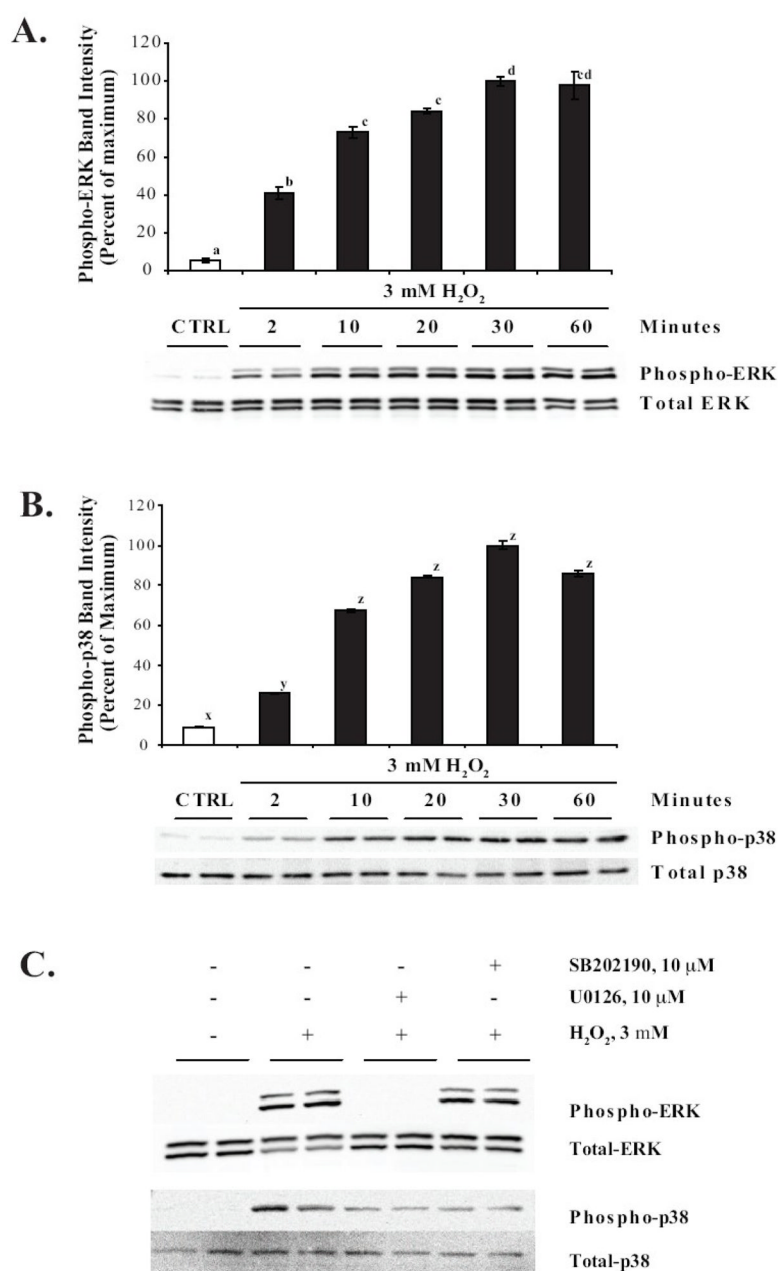 A.
Phospho-ERK Band Intensity
(Percent of maximum)
120
100
80
60
40
20
0
a
b
c
c
d
cd
3 mM H₂O₂
CTRL 2 10 20 30 60 Minutes
Phospho-ERK
Total ERK
B.
Phospho-p38 Band Intensity
(Percent of Maximum)
120
100
80
60
40
20
0
x
y
z
z
z
z
3 mM H₂O₂
CTRL 2 10 20 30 60 Minutes
Phospho-p38
Total p38
C.
- - - + SB202190, 10 µM
- - + - U0126, 10 µM
- + + + H₂O₂, 3 mM
Phospho-ERK
Total-ERK
Phospho-p38
Total-p38